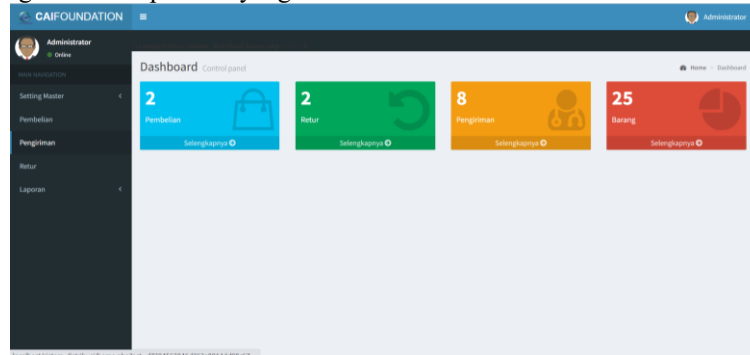 CAIFOUNDATION
Administrator
Administrator
Online
MAIN NAVIGATION
Setting Master
Pembelian
Pengiriman
Retur
Laporan
Dashboard Control panel
Home > Dashboard
2
Pembelian
Selengkapnya
2
Retur
Selengkapnya
8
Pengiriman
Selengkapnya
25
Barang
Selengkapnya